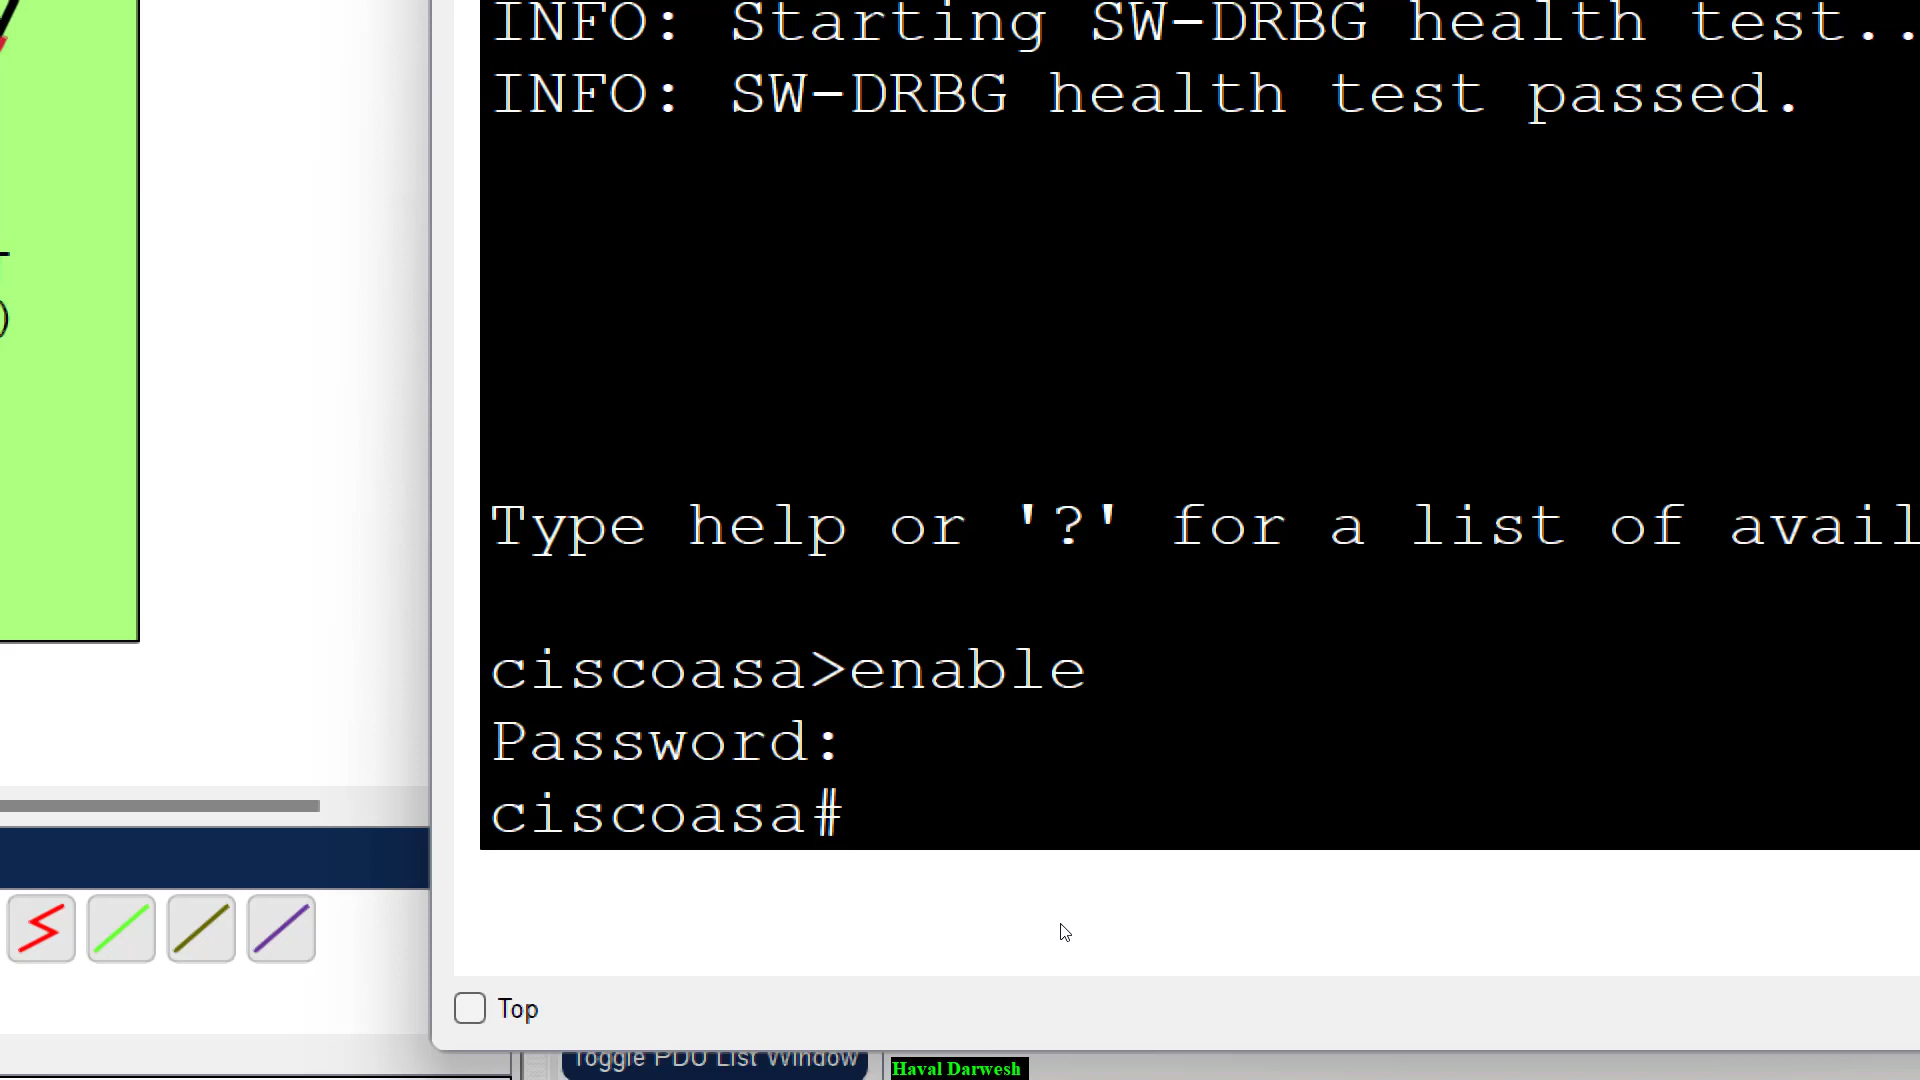 INFO: Starting SW-DRBG health test..
INFO: SW-DRBG health test passed.
Type help or '?' for a list of avail
ciscoasa>enable
Password:
ciscoasa#
)
Top
Toggle PDU List Window
Haval Darwesh